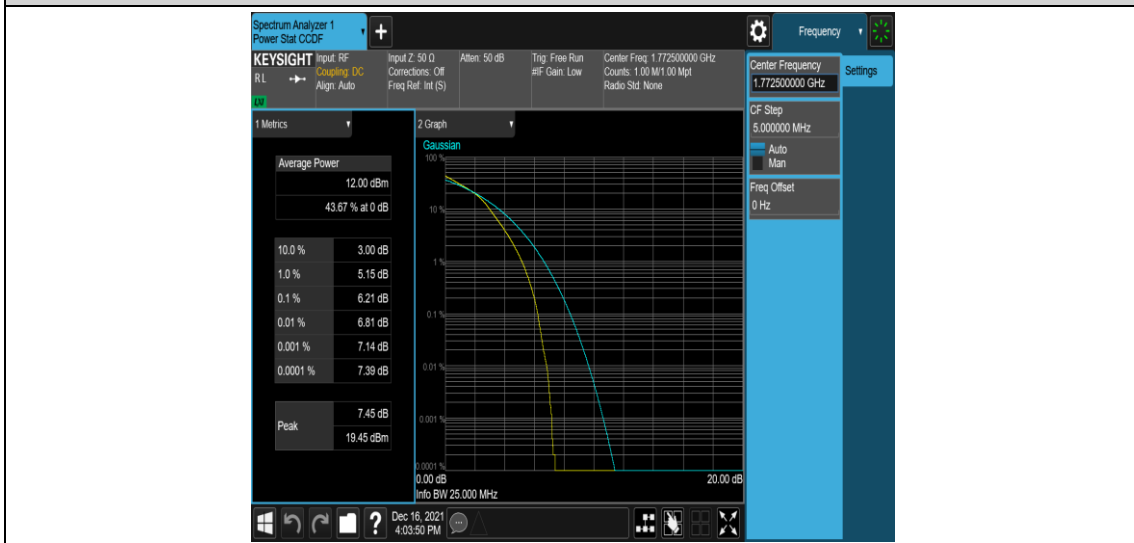 Spectrum Analyzer 1
Power Stat CCDF
+
Frequency
KEYSIGHT
RL
LXI
Input: RF
Coupling: DC
Align: Auto
Input Z: 50 Ω
Corrections: Off
Freq Ref: Int (S)
Atten: 50 dB
Trig: Free Run
#IF Gain: Low
Center Freq: 1.772500000 GHz
Counts: 1.00 M/1.00 Mpt
Radio Std: None
Center Frequency
1.772500000 GHz
Settings
CF Step
5.000000 MHz
Auto
Man
Freq Offset
0 Hz
1 Metrics
Average Power
12.00 dBm
43.67 % at 0 dB
10.0 % 3.00 dB
1.0 % 5.15 dB
0.1 % 6.21 dB
0.01 % 6.81 dB
0.001 % 7.14 dB
0.0001 % 7.39 dB
Peak 7.45 dB
19.45 dBm
2 Graph
Gaussian
100 %
10 %
1 %
0.1 %
0.01 %
0.001 %
0.0001 %
0.00 dB 20.00 dB
Info BW 25.000 MHz
?
Dec 16, 2021
4:03:50 PM